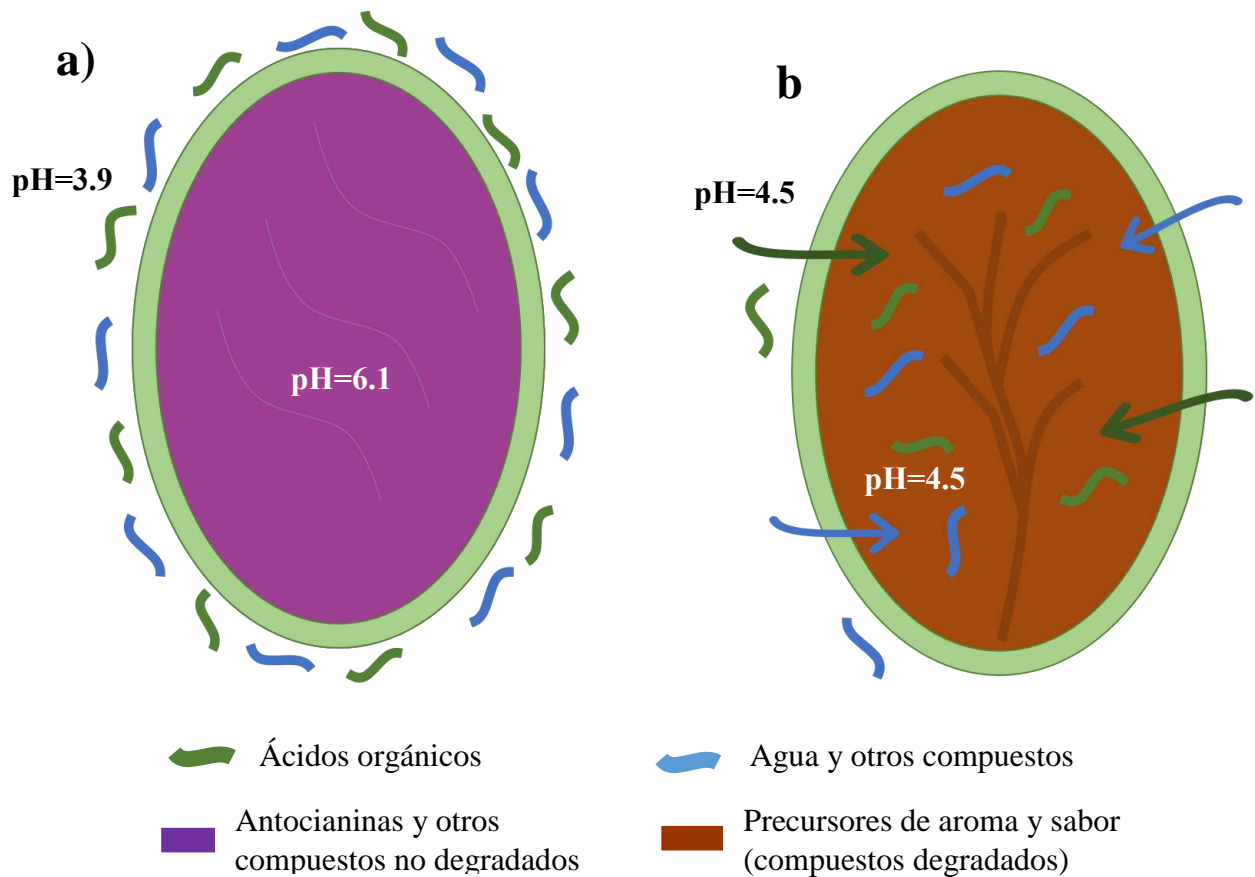 a)
b
pH=3.9
pH=4.5
pH=6.1
pH=4.5
Ácidos orgánicos
Agua y otros compuestos
Antocianinas y otros
compuestos no degradados
Precursores de aroma y sabor
(compuestos degradados)